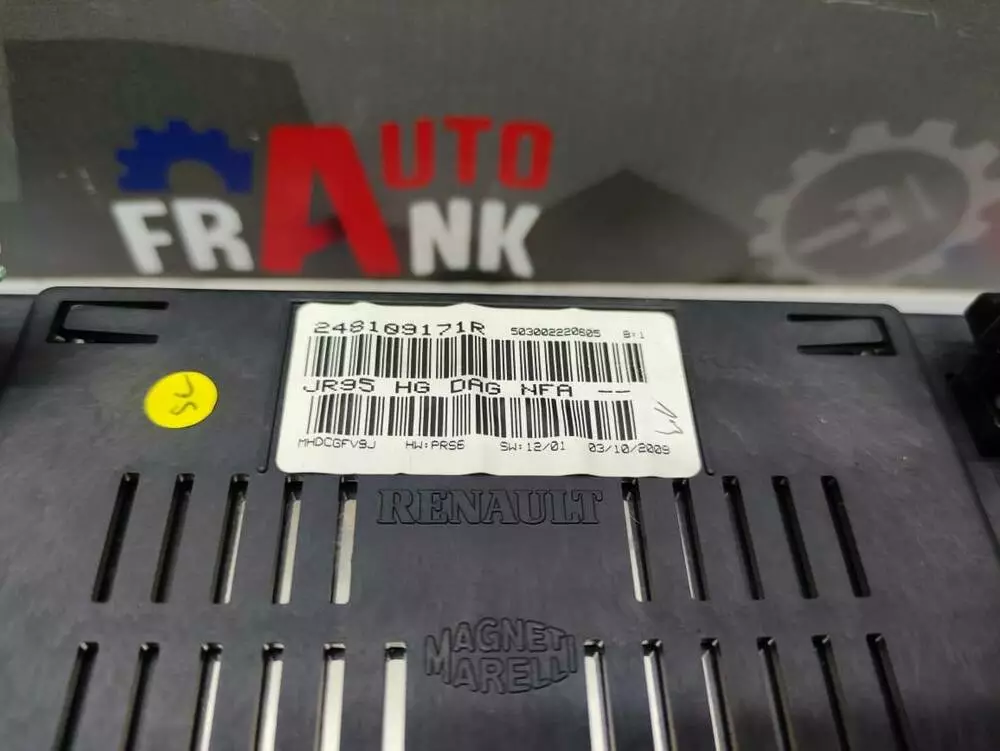 AUTO
FRANK
248109171R 503002220605 B:1
JR95 HG DAG NFA --
MHDCGFV9J HW:PRS6 SW:12/01 03/10/2009
RENAULT
MAGNETI
MARELLI